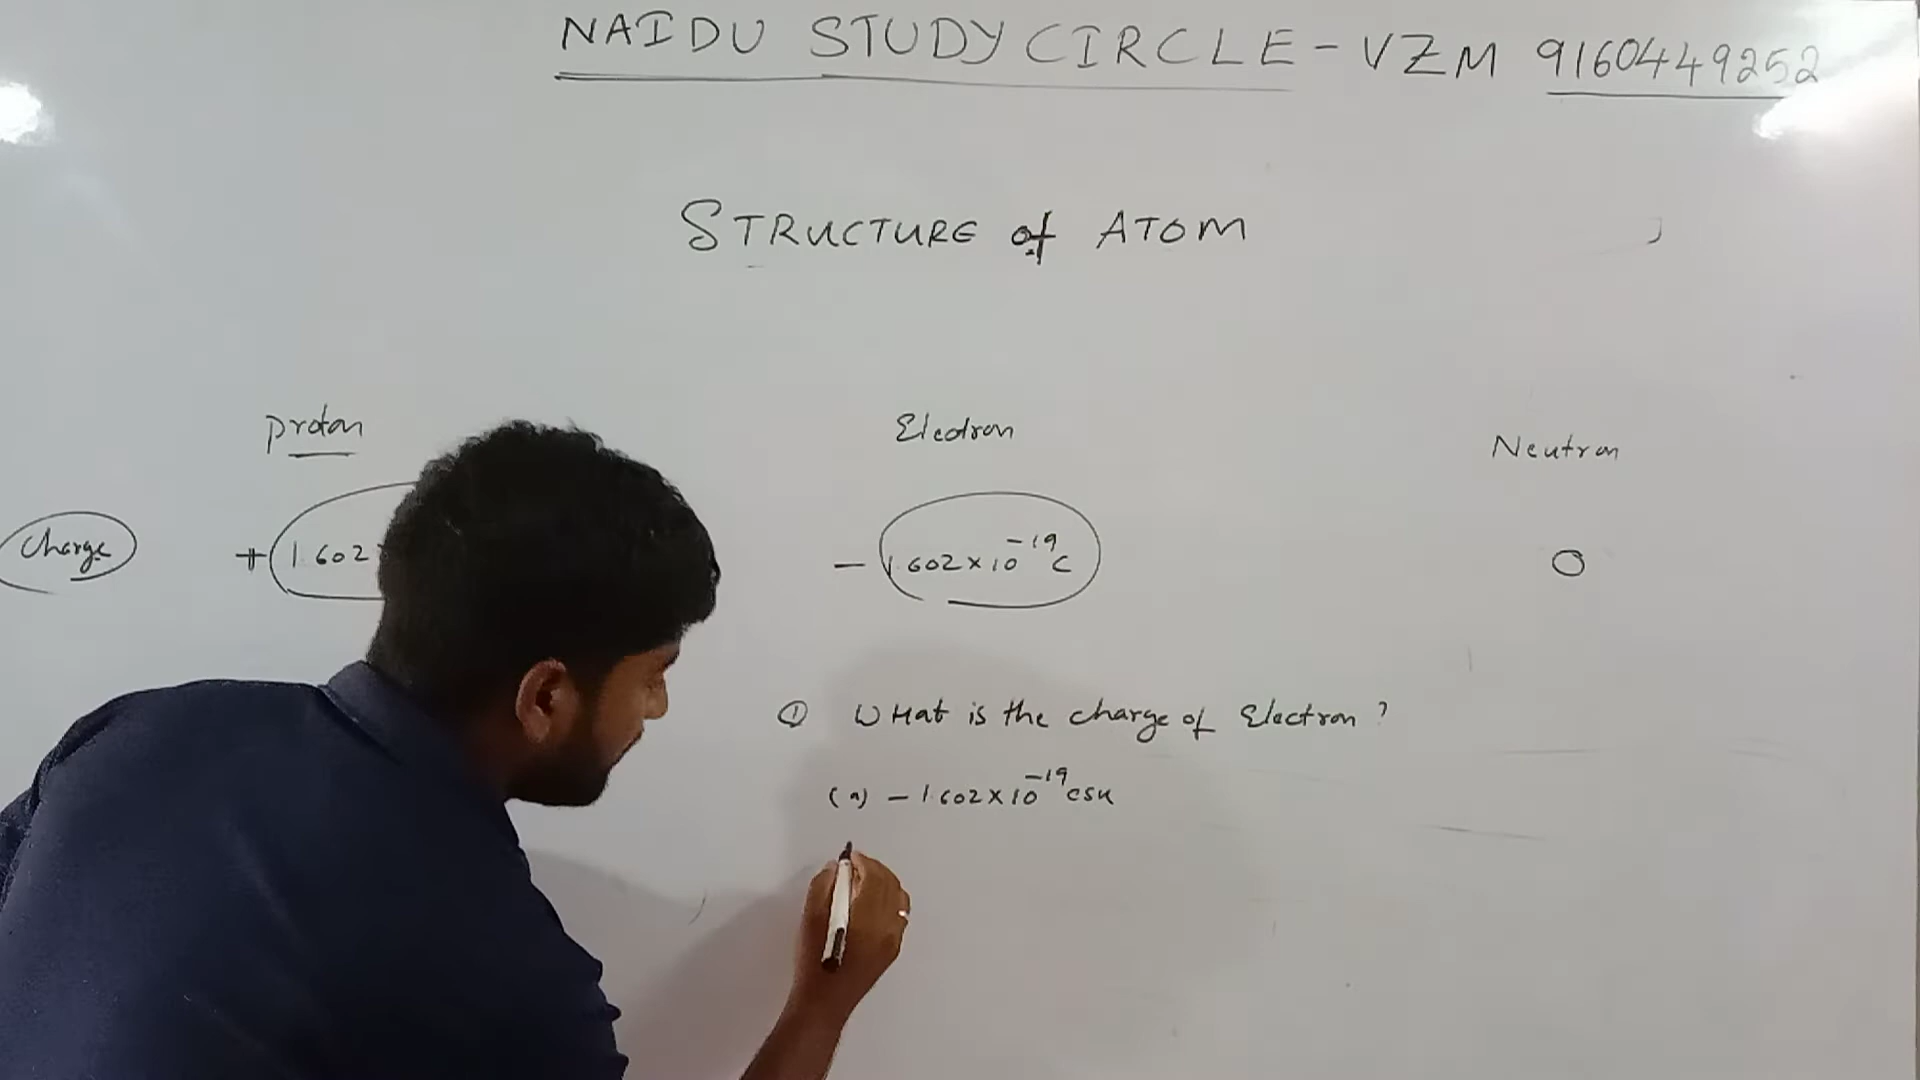 NAIDU STUDY CIRCLE - VZM 9160449252
STRUCTURE of ATOM
Proton Electron Neutron
Charge + 1.602 - 1.602 × 10⁻¹⁹ C 0
① WHat is the charge of Electron?
(a) - 1.602 × 10⁻¹⁹ esu